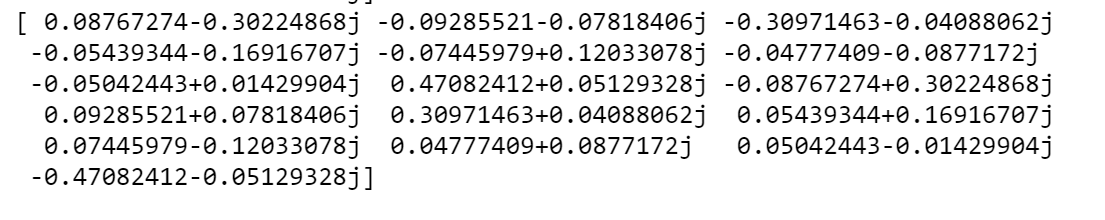 [ 0.08767274-0.30224868j -0.09285521-0.07818406j -0.30971463-0.04088062j
-0.05439344-0.16916707j -0.07445979+0.12033078j -0.04777409-0.0877172j
-0.05042443+0.01429904j  0.47082412+0.05129328j -0.08767274+0.30224868j
0.09285521+0.07818406j  0.30971463+0.04088062j  0.05439344+0.16916707j
0.07445979-0.12033078j  0.04777409+0.0877172j   0.05042443-0.01429904j
-0.47082412-0.05129328j]